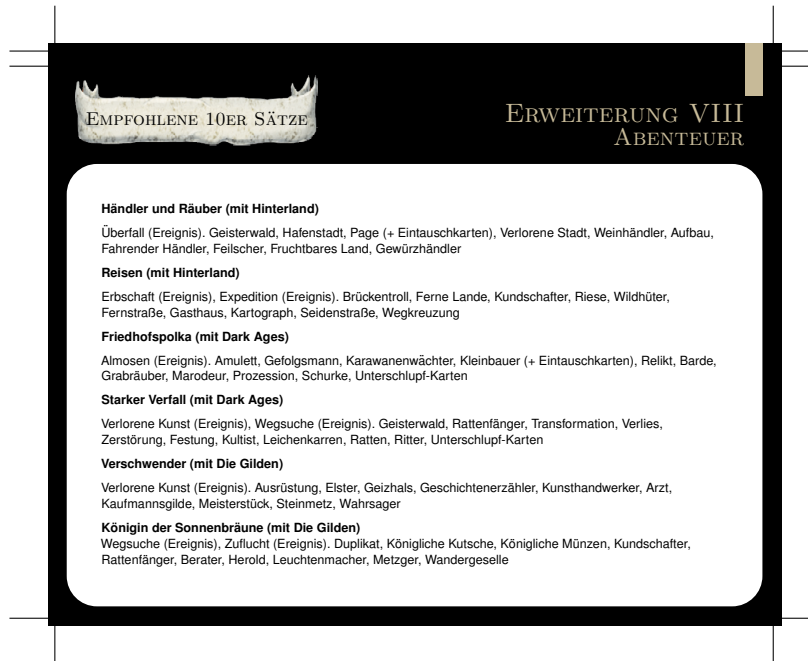 Empfohlene 10er Sätze
Erweiterung VIII
Abenteuer
Händler und Räuber (mit Hinterland)
Überfall (Ereignis). Geisterwald, Hafenstadt, Page (+ Eintauschkarten), Verlorene Stadt, Weinhändler, Aufbau,
Fahrender Händler, Feilscher, Fruchtbares Land, Gewürzhändler
Reisen (mit Hinterland)
Erbschaft (Ereignis), Expedition (Ereignis). Brückentroll, Ferne Lande, Kundschafter, Riese, Wildhüter,
Fernstraße, Gasthaus, Kartograph, Seidenstraße, Wegkreuzung
Friedhofspolka (mit Dark Ages)
Almosen (Ereignis). Amulett, Gefolgsmann, Karawanenwächter, Kleinbauer (+ Eintauschkarten), Relikt, Barde,
Grabräuber, Marodeur, Prozession, Schurke, Unterschlupf-Karten
Starker Verfall (mit Dark Ages)
Verlorene Kunst (Ereignis), Wegsuche (Ereignis). Geisterwald, Rattenfänger, Transformation, Verlies,
Zerstörung, Festung, Kultist, Leichenkarren, Ratten, Ritter, Unterschlupf-Karten
Verschwender (mit Die Gilden)
Verlorene Kunst (Ereignis). Ausrüstung, Elster, Geizhals, Geschichtenerzähler, Kunsthandwerker, Arzt,
Kaufmannsgilde, Meisterstück, Steinmetz, Wahrsager
Königin der Sonnenbräune (mit Die Gilden)
Wegsuche (Ereignis), Zuflucht (Ereignis). Duplikat, Königliche Kutsche, Königliche Münzen, Kundschafter,
Rattenfänger, Berater, Herold, Leuchtenmacher, Metzger, Wandergeselle